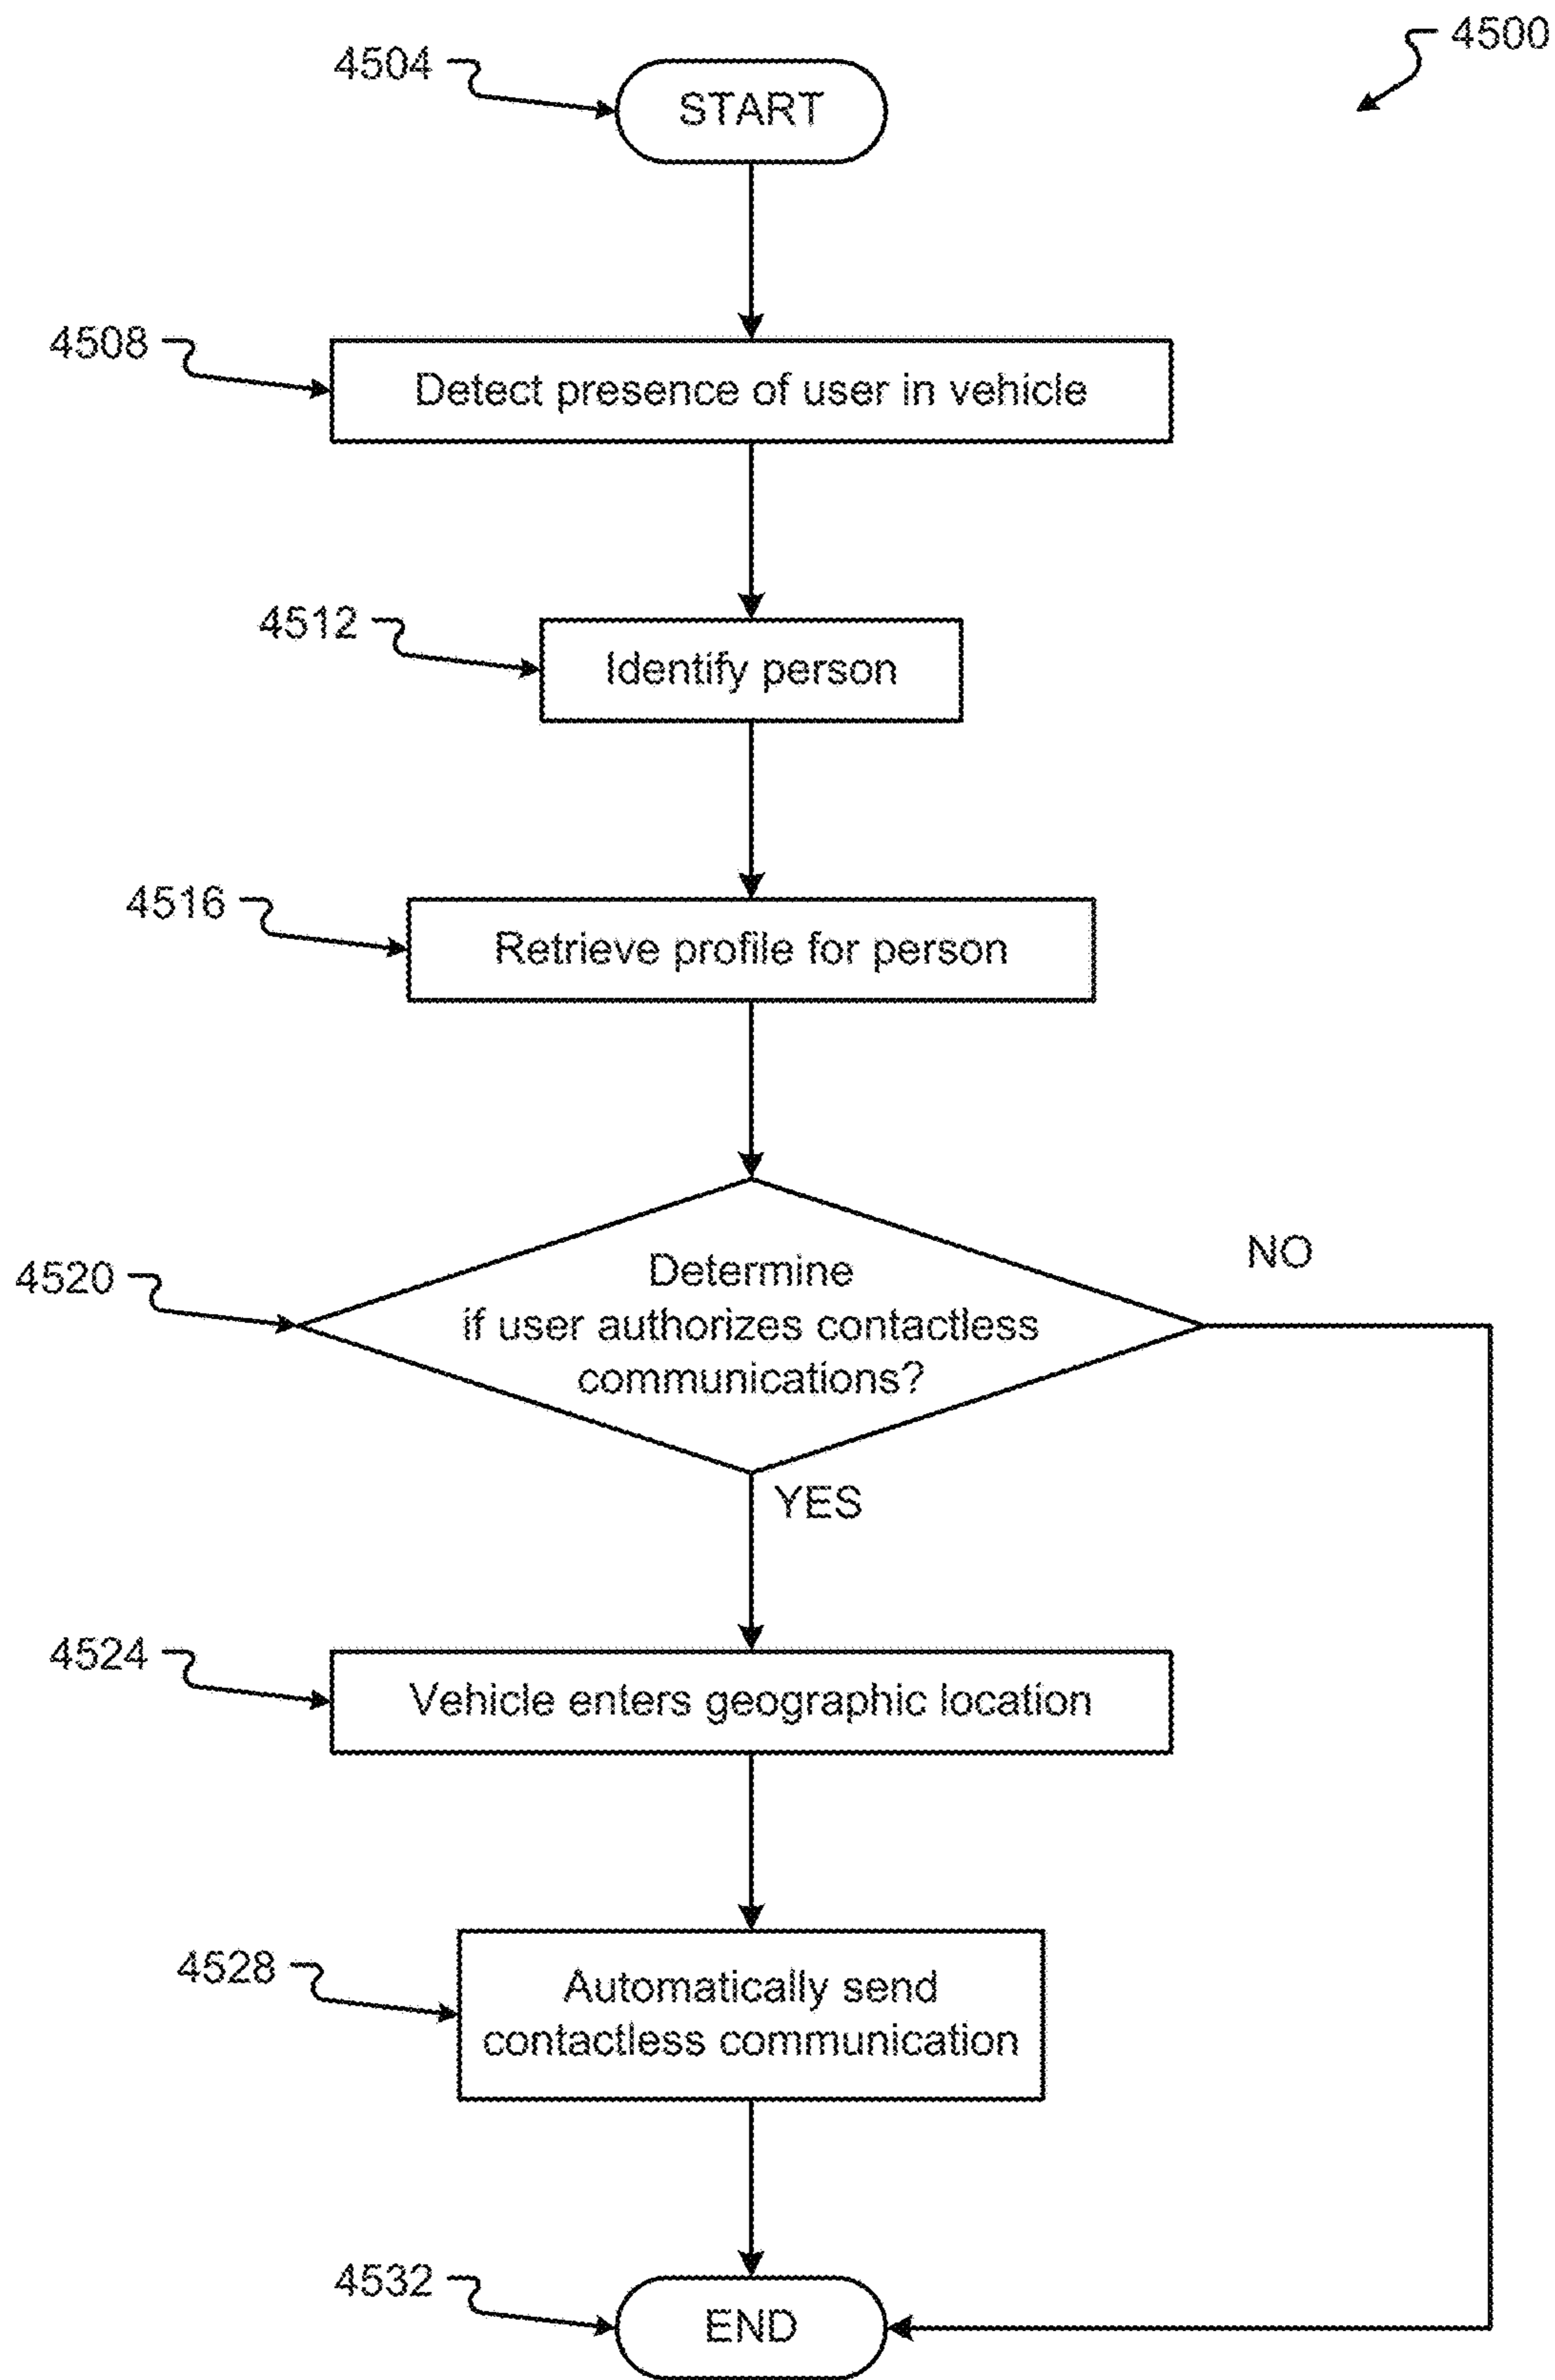 4500
4504
START
4508
Detect presence of user in vehicle
4512
Identify person
4516
Retrieve profile for person
4520
Determine
if user authorizes contactless
communications?
NO
YES
4524
Vehicle enters geographic location
4528
Automatically send
contactless communication
4532
END